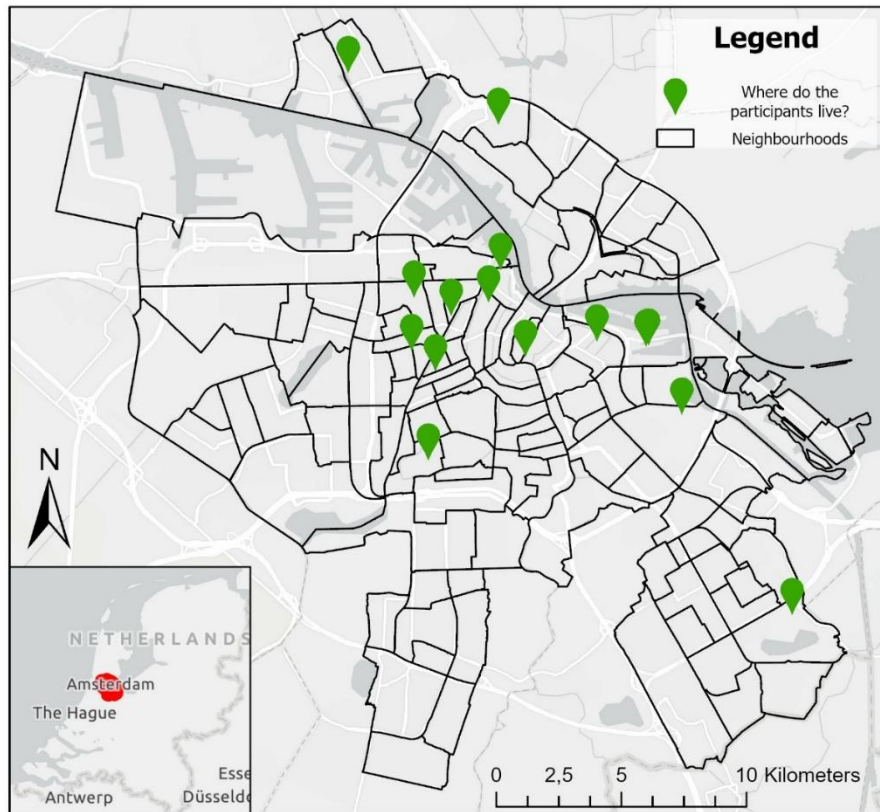 Legend
Where do the
participants live?
Neighbourhoods
N
NETHERLANDS
Amsterdam
The Hague
Antwerp
Esse
Düsselde
0 2,5 5 10 Kilometers